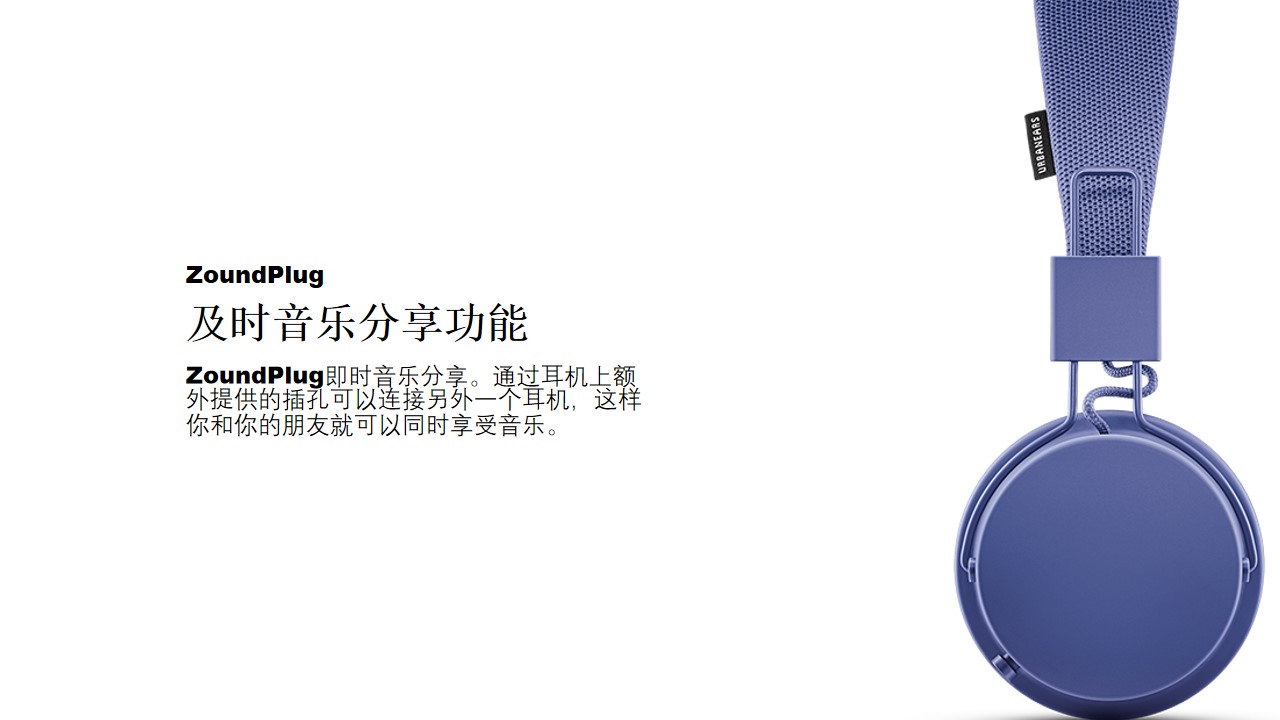 ZoundPlug
及时音乐分享功能
ZoundPlug即时音乐分享。通过耳机上额
外提供的插孔可以连接另外一个耳机，这样
你和你的朋友就可以同时享受音乐。
URBANEARS